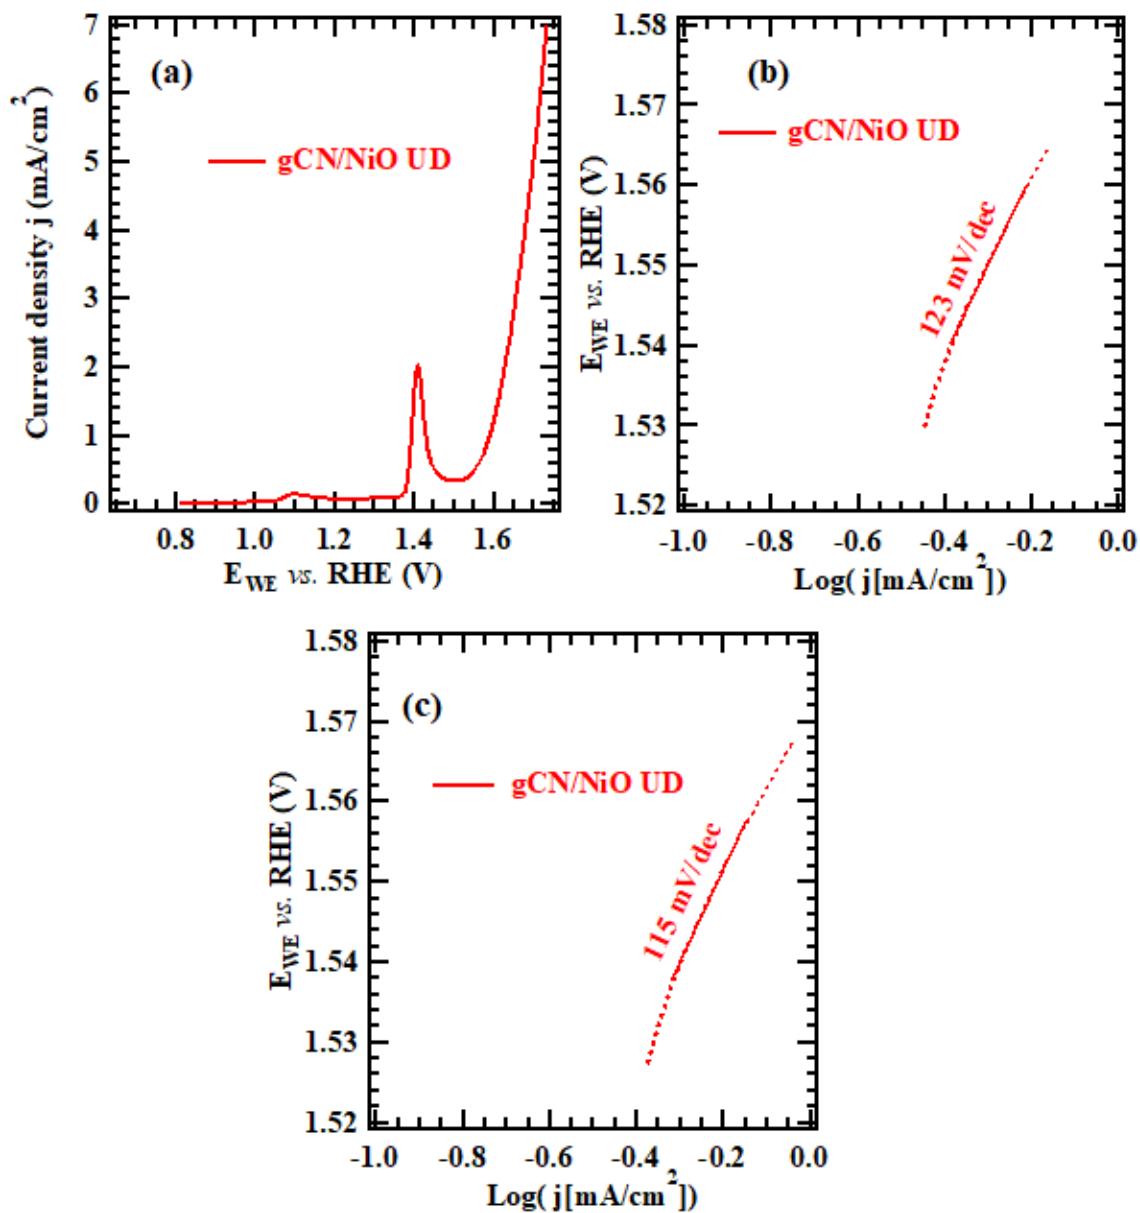 7
6
5
4
3
2
1
0
Current density j (mA/cm²)
(a)
gCN/NiO UD
0.8 1.0 1.2 1.4 1.6
E_WE vs. RHE (V)
1.58
1.57
1.56
1.55
1.54
1.53
1.52
E_WE vs. RHE (V)
(b)
gCN/NiO UD
123 mV/dec
-1.0 -0.8 -0.6 -0.4 -0.2 0.0
Log( j[mA/cm²])
1.58
1.57
1.56
1.55
1.54
1.53
1.52
E_WE vs. RHE (V)
(c)
gCN/NiO UD
115 mV/dec
-1.0 -0.8 -0.6 -0.4 -0.2 0.0
Log( j[mA/cm²])